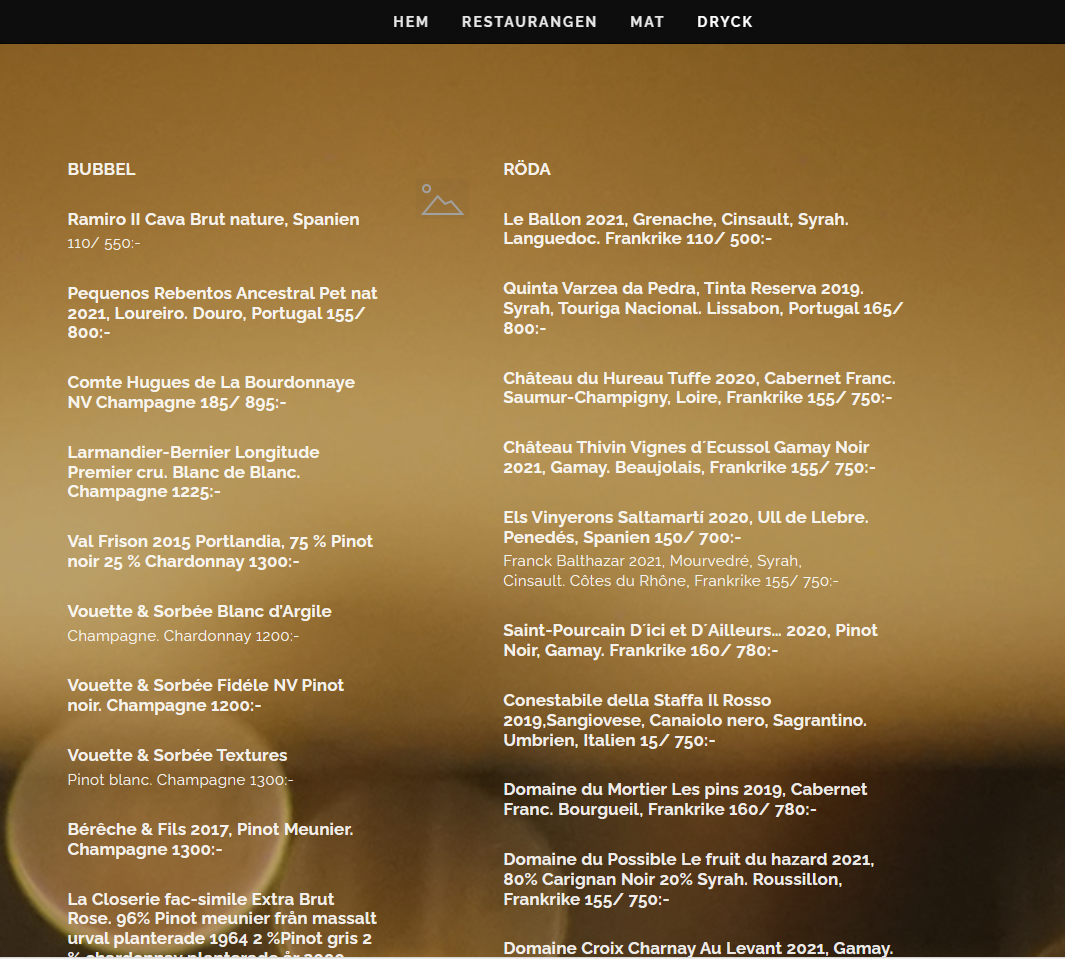 HEM RESTAURANGEN MAT DRYCK
BUBBEL
Ramiro II Cava Brut nature, Spanien
110/ 550:-
Pequenos Rebentos Ancestral Pet nat
2021, Loureiro. Douro, Portugal 155/
800:-
Comte Hugues de La Bourdonnaye
NV Champagne 185/ 895:-
Larmandier-Bernier Longitude
Premier cru. Blanc de Blanc.
Champagne 1225:-
Val Frison 2015 Portlandia, 75 % Pinot
noir 25 % Chardonnay 1300:-
Vouette & Sorbée Blanc d'Argile
Champagne. Chardonnay 1200:-
Vouette & Sorbée Fidéle NV Pinot
noir. Champagne 1200:-
Vouette & Sorbée Textures
Pinot blanc. Champagne 1300:-
Bérêche & Fils 2017, Pinot Meunier.
Champagne 1300:-
La Closerie fac-simile Extra Brut
Rose. 96% Pinot meunier från massalt
urval planterade 1964 2 %Pinot gris 2
% chardonnay planterade år 2000
RÖDA
Le Ballon 2021, Grenache, Cinsault, Syrah.
Languedoc. Frankrike 110/ 500:-
Quinta Varzea da Pedra, Tinta Reserva 2019.
Syrah, Touriga Nacional. Lissabon, Portugal 165/
800:-
Château du Hureau Tuffe 2020, Cabernet Franc.
Saumur-Champigny, Loire, Frankrike 155/ 750:-
Château Thivin Vignes d´Ecussol Gamay Noir
2021, Gamay. Beaujolais, Frankrike 155/ 750:-
Els Vinyerons Saltamartí 2020, Ull de Llebre.
Penedés, Spanien 150/ 700:-
Franck Balthazar 2021, Mourvedré, Syrah,
Cinsault. Côtes du Rhône, Frankrike 155/ 750:-
Saint-Pourcain D´ici et D´Ailleurs... 2020, Pinot
Noir, Gamay. Frankrike 160/ 780:-
Conestabile della Staffa Il Rosso
2019,Sangiovese, Canaiolo nero, Sagrantino.
Umbrien, Italien 15/ 750:-
Domaine du Mortier Les pins 2019, Cabernet
Franc. Bourgueil, Frankrike 160/ 780:-
Domaine du Possible Le fruit du hazard 2021,
80% Carignan Noir 20% Syrah. Roussillon,
Frankrike 155/ 750:-
Domaine Croix Charnay Au Levant 2021, Gamay.